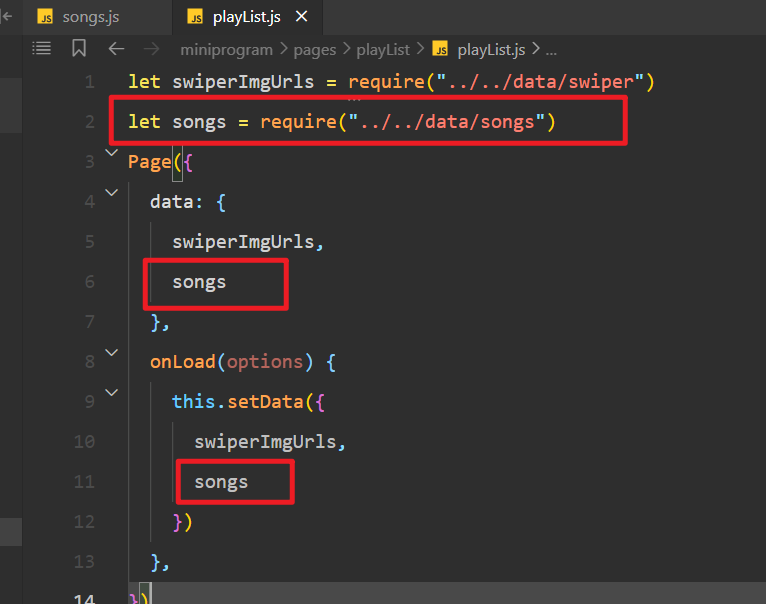 JS songs.js JS playList.js ×
miniprogram > pages > playList > JS playList.js > ...
1 let swiperImgUrls = require("../../data/swiper")
2 let songs = require("../../data/songs")
3 Page({
4 data: {
5 swiperImgUrls,
6 songs
7 },
8 onLoad(options) {
9 this.setData({
10 swiperImgUrls,
11 songs
12 })
13 },
14 })